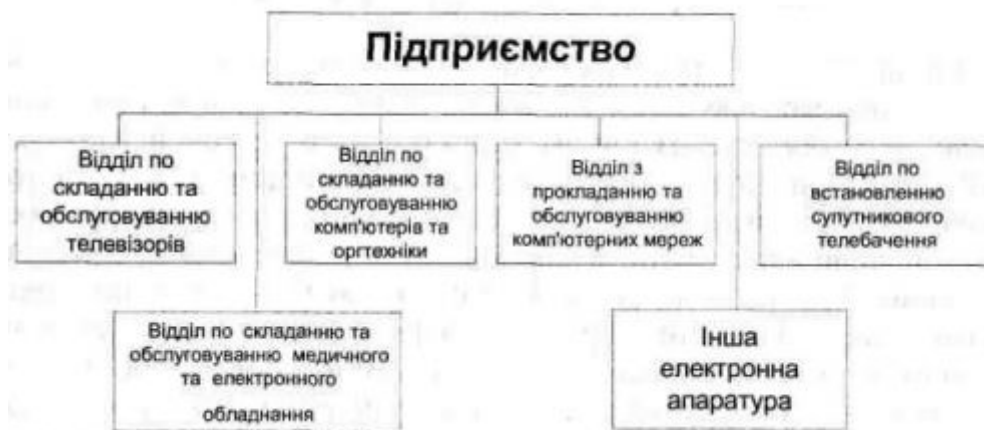 Підприємство
Відділ по
складанню та
обслуговуванню
телевізорів
Відділ по
складанню та
обслуговуванню
комп'ютерів та
оргтехніки
Відділ з
прокладанню та
обслуговуванню
комп'ютерних мереж
Відділ по
встановленню
супутникового
телебачення
Відділ по складанню та
обслуговуванню медичного
та електронного
обладнання
Інша
електронна
апаратура